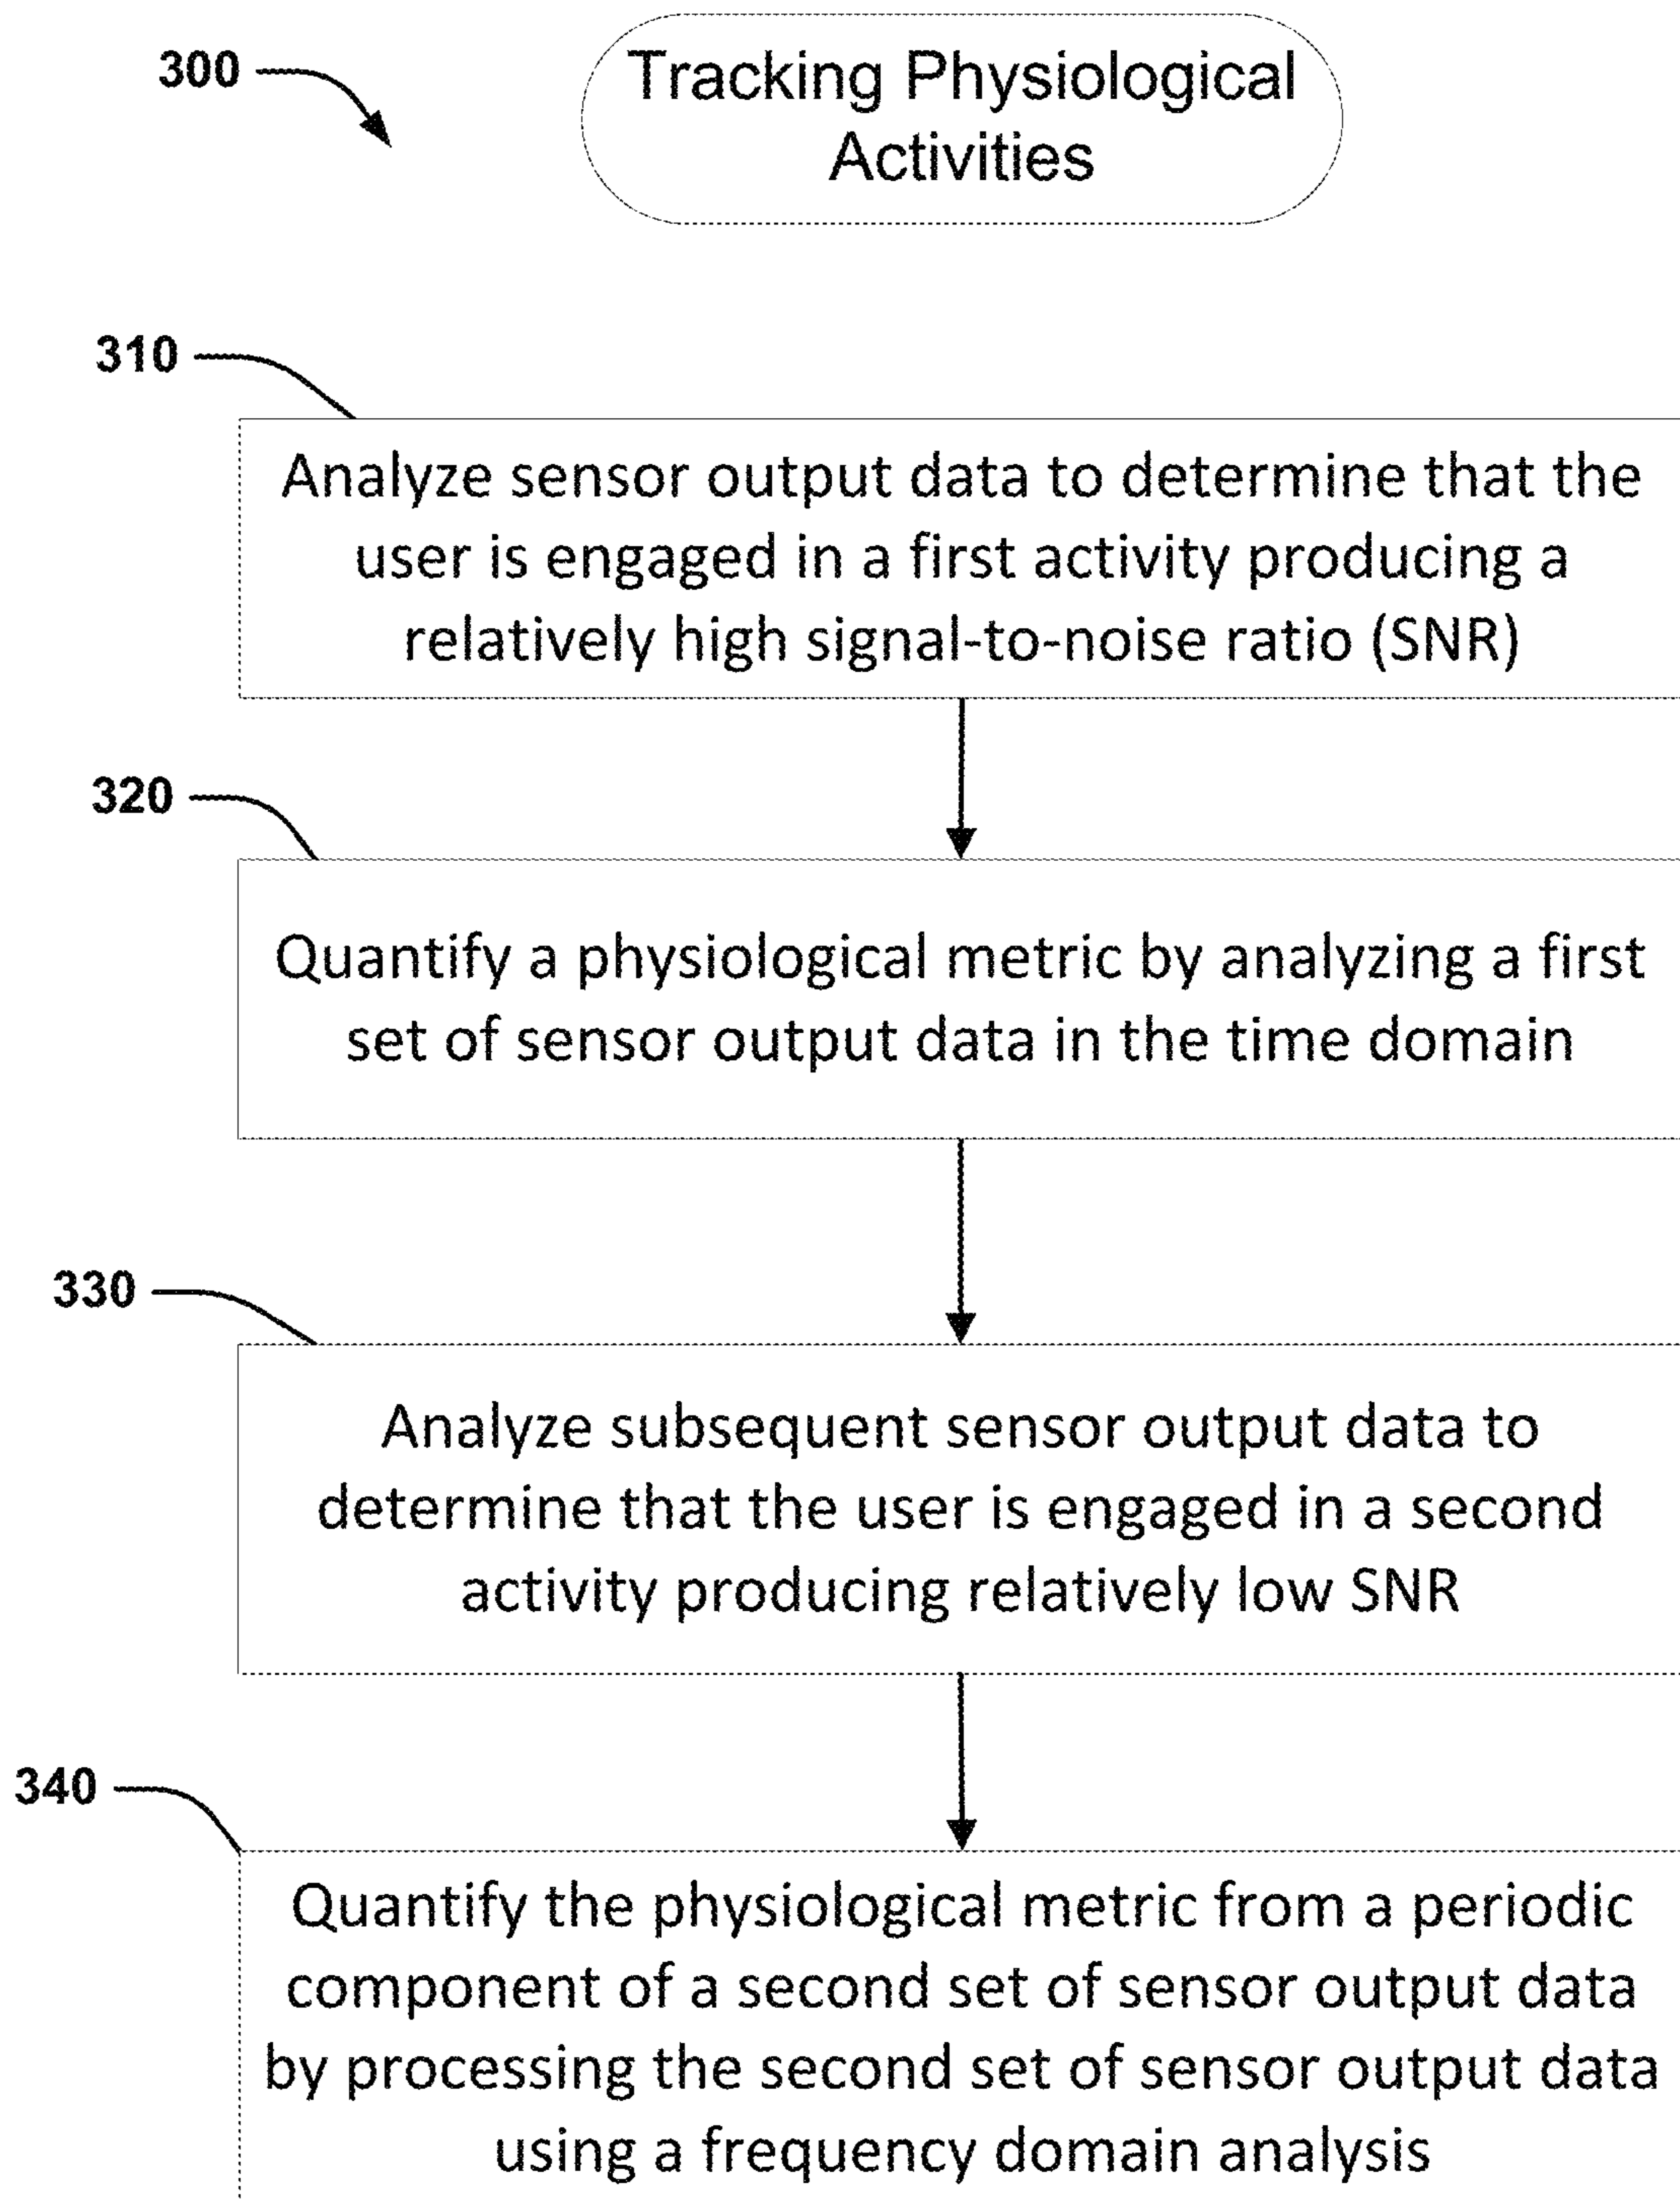 300
Tracking Physiological
Activities
310
Analyze sensor output data to determine that the
user is engaged in a first activity producing a
relatively high signal-to-noise ratio (SNR)
320
Quantify a physiological metric by analyzing a first
set of sensor output data in the time domain
330
Analyze subsequent sensor output data to
determine that the user is engaged in a second
activity producing relatively low SNR
340
Quantify the physiological metric from a periodic
component of a second set of sensor output data
by processing the second set of sensor output data
using a frequency domain analysis